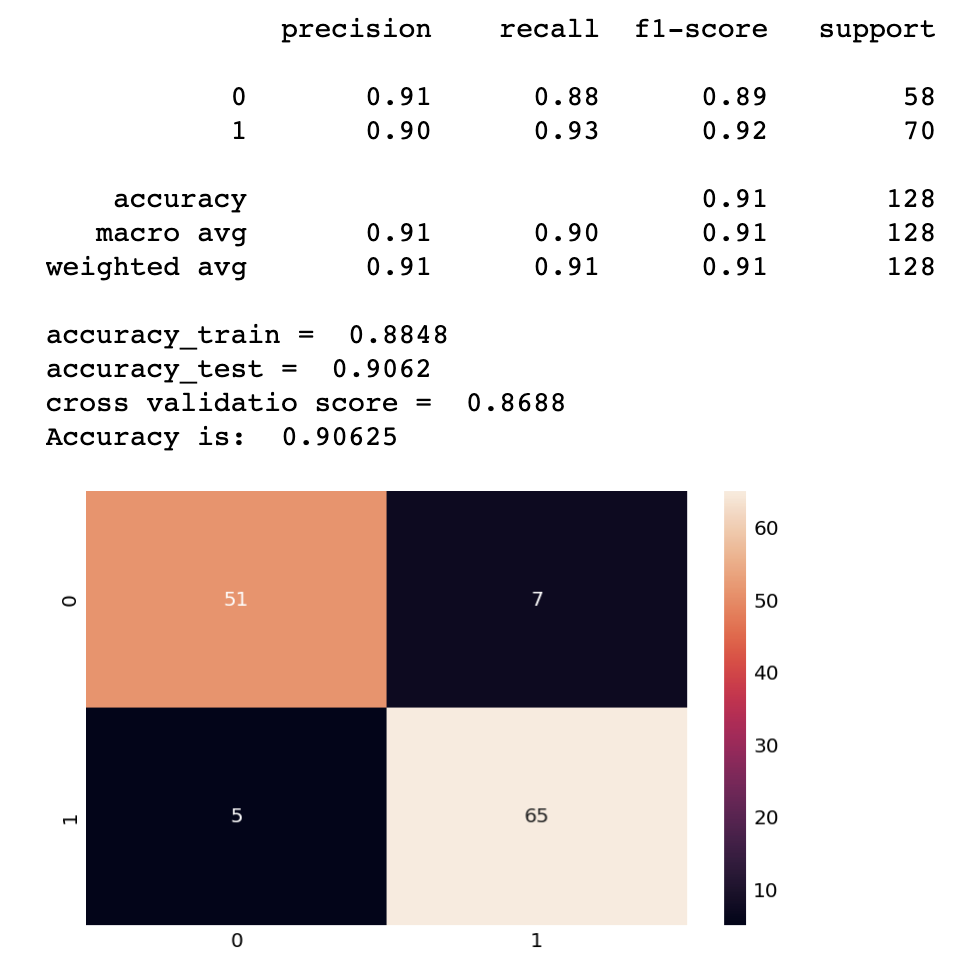 precision recall f1-score support
0 0.91 0.88 0.89 58
1 0.90 0.93 0.92 70
accuracy 0.91 128
macro avg 0.91 0.90 0.91 128
weighted avg 0.91 0.91 0.91 128
accuracy_train = 0.8848
accuracy_test = 0.9062
cross validatio score = 0.8688
Accuracy is: 0.90625
60
0 51 7 50
40
30
1 5 65 20
10
0 1